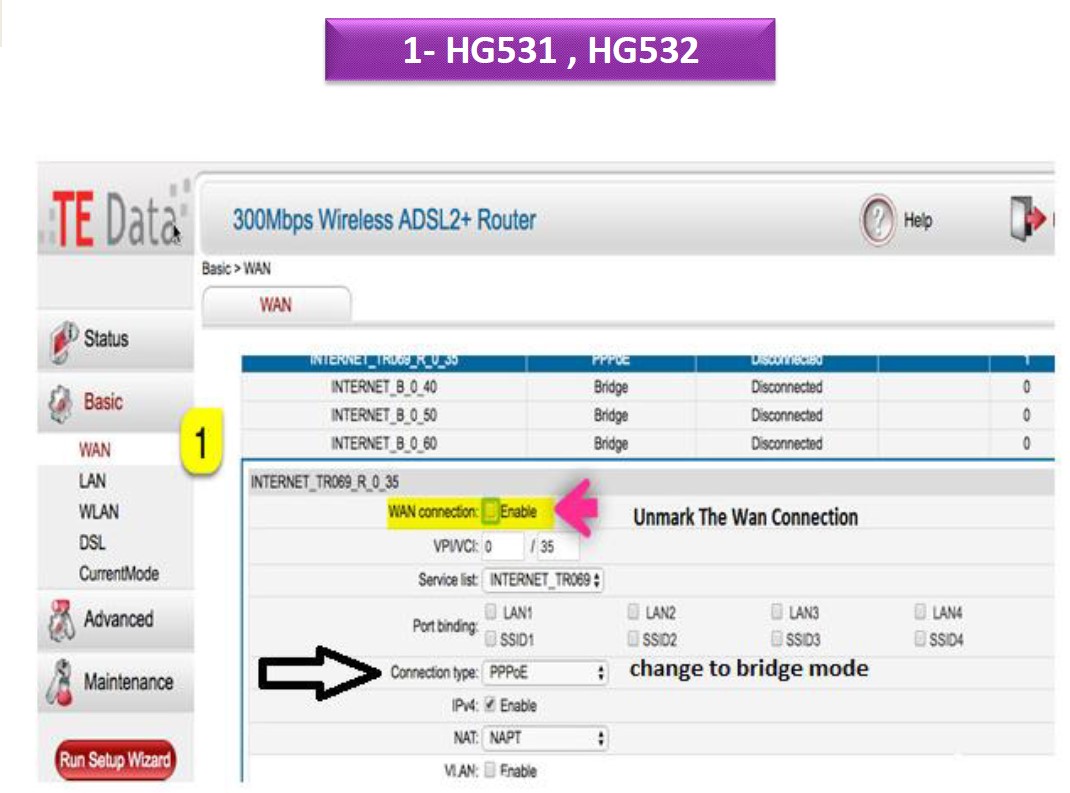 1- HG531 , HG532
TE Data
300Mbps Wireless ADSL2+ Router
Help
Basic > WAN
WAN
Status
Basic
1
WAN
LAN
WLAN
DSL
CurrentMode
Advanced
Maintenance
Run Setup Wizard
INTERNET_TR069_R_0_35 PPPoE Disconnected 1
INTERNET_B_0_40 Bridge Disconnected 0
INTERNET_B_0_50 Bridge Disconnected 0
INTERNET_B_0_60 Bridge Disconnected 0
INTERNET_TR069_R_0_35
WAN connection: Enable Unmark The Wan Connection
VPI/VCI: 0 / 35
Service list: INTERNET_TR069
Port binding: LAN1 LAN2 LAN3 LAN4
SSID1 SSID2 SSID3 SSID4
Connection type: PPPoE change to bridge mode
IPv4: Enable
NAT: NAPT
VLAN: Enable